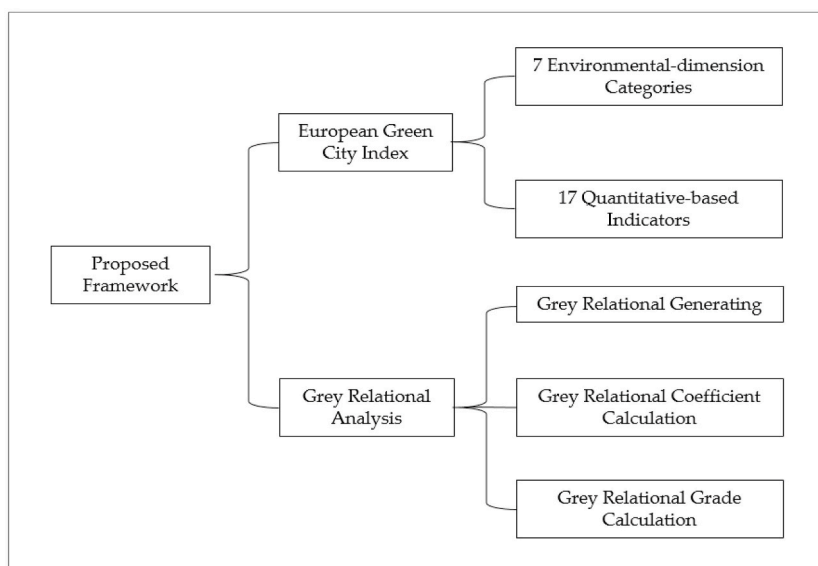 Proposed
Framework
European Green
City Index
7 Environmental-dimension
Categories
17 Quantitative-based
Indicators
Grey Relational
Analysis
Grey Relational Generating
Grey Relational Coefficient
Calculation
Grey Relational Grade
Calculation